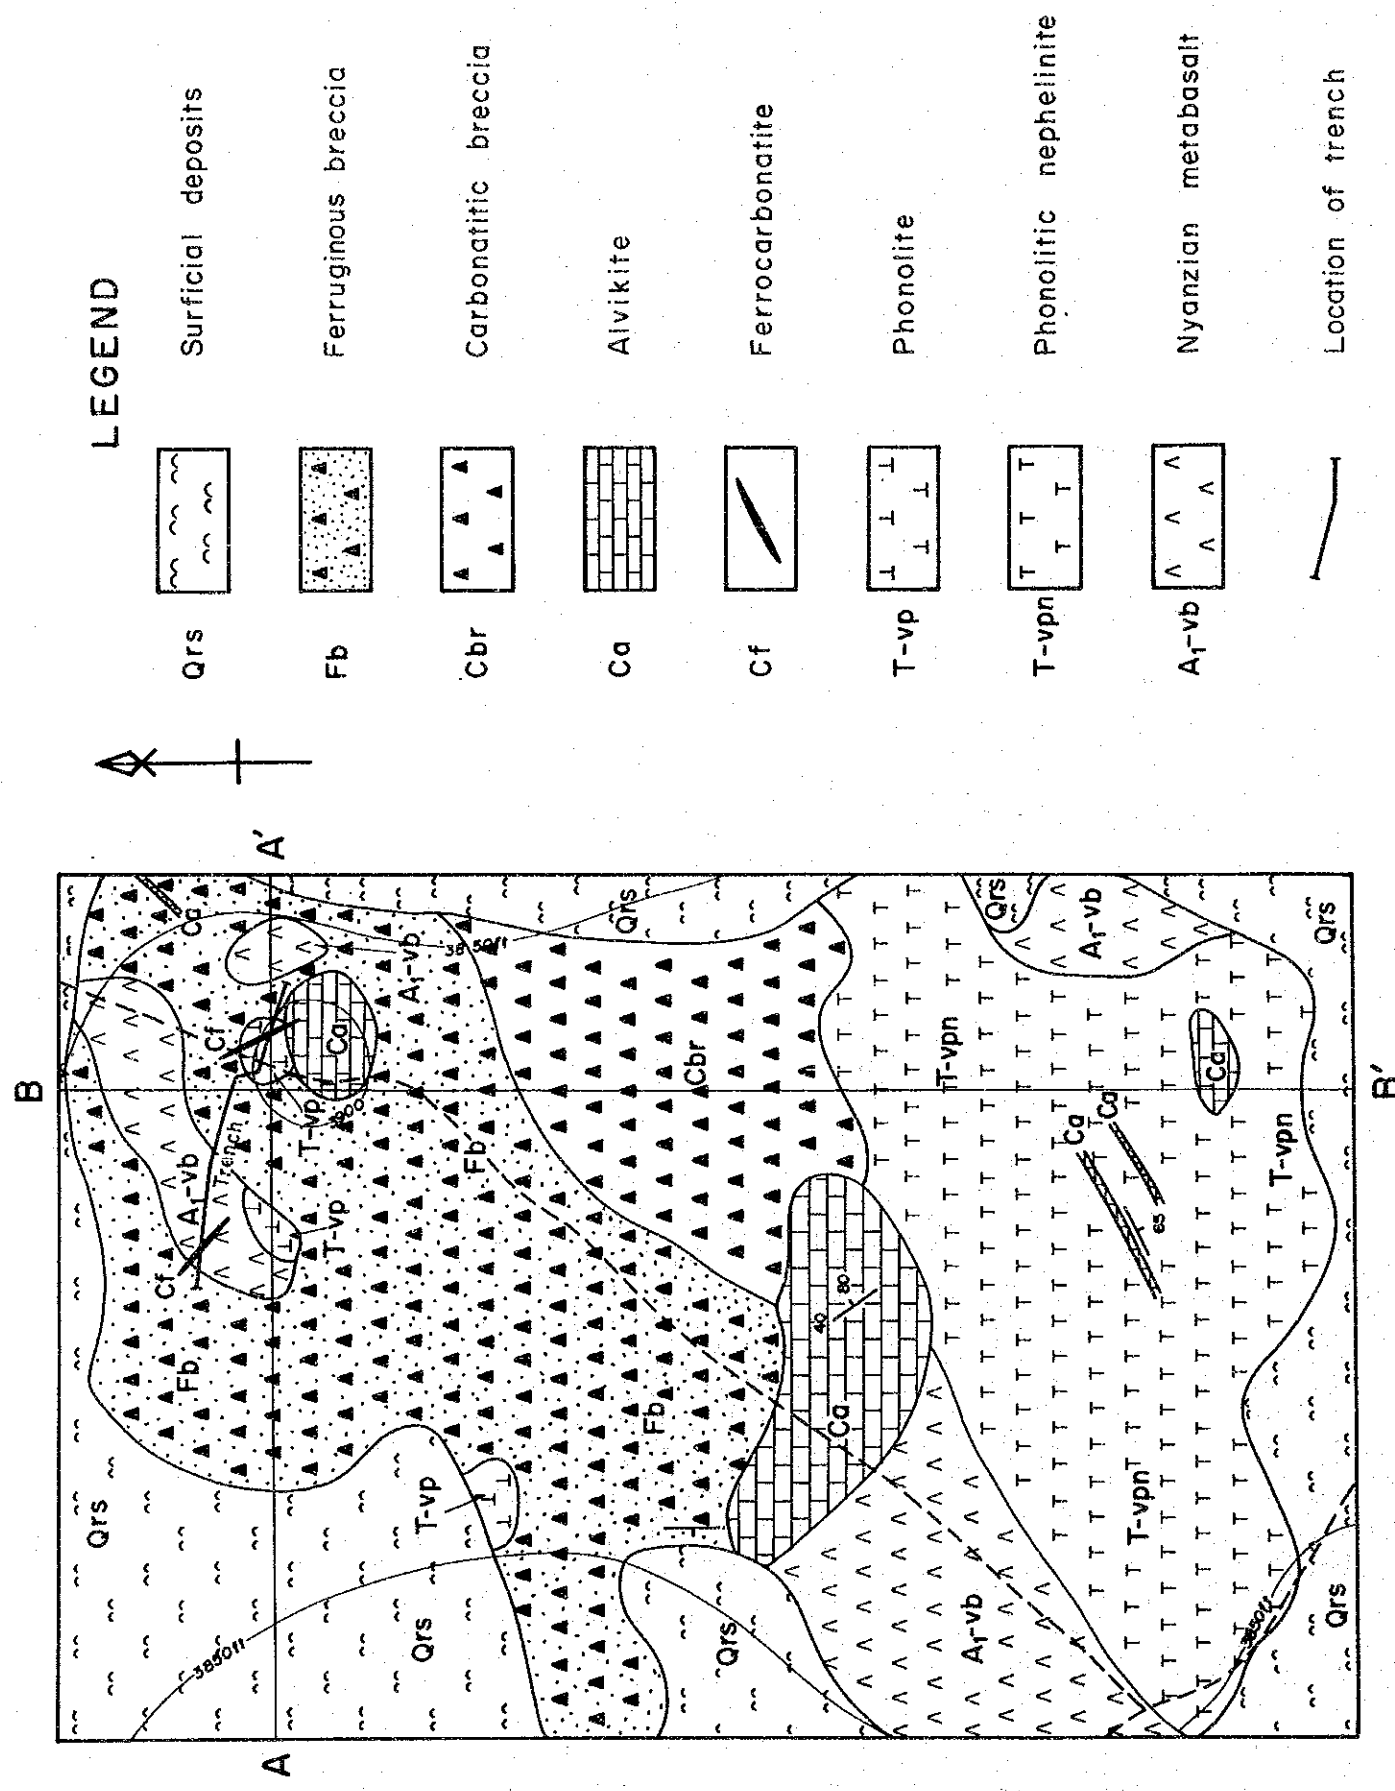 LEGEND
Qrs Surficial deposits
Fb Ferruginous breccia
Cbr Carbonatitic breccia
Ca Alvikite
Cf Ferrocarbonatite
T-vp Phonolite
T-vpn Phonolitic nephelinite
A₁-vb Nyanzian metabasalt
Location of trench
B
A'
A
B'
Ca
Cf
A₁-vb
Trench
Cf
Fb
Qrs
Ca
T-vp
T-vp
A₁-vb
3850ft
Qrs
Fb
T-vp
3850ft
Qrs
Cbr
Fb
Qrs
40
80
Ca
T-vpn
A₁-vb
Qrs
A₁-vb
Ca
Ca
65
T-vpn
Ca
T-vpn
3850ft
Qrs
Qrs